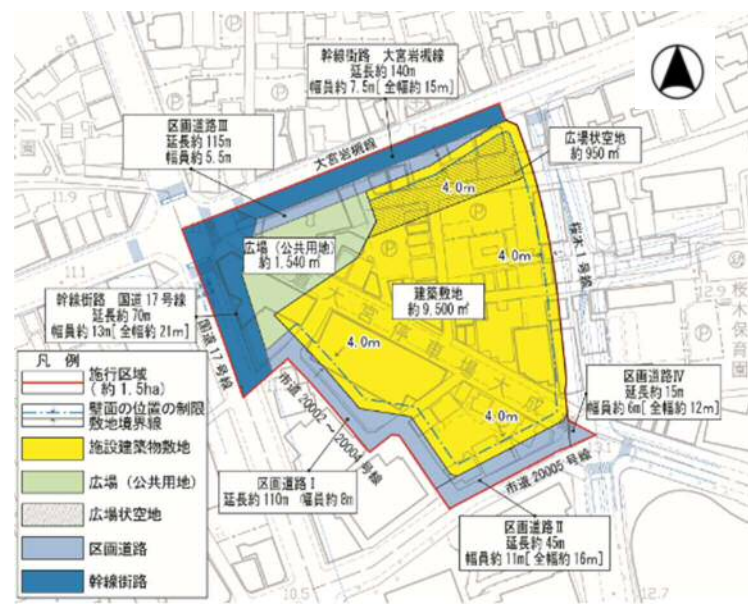 幹線街路 大宮岩槻線
延長約140m
幅員約7.5m[全幅約15m]
区画道路Ⅲ
延長約115m
幅員約5.5m
大宮岩槻線
広場状空地
約950㎡
4.0m
11.9
広場（公共用地）
約1,540㎡
4.0m
桜木1号線
11.1
幹線街路 国道17号線
延長約70m
幅員約13m[全幅約21m]
国道17号線
建築敷地
約9,500㎡
12.9
桜木保育園
大宮停車場大成
4.0m
凡例
施行区域
(約1.5ha)
壁面の位置の制限
敷地境界線
施設建築物敷地
広場（公共用地）
広場状空地
区画道路
幹線街路
市道20002～20004号線
4.0m
区画道路Ⅳ
延長約15m
幅員約6m[全幅約12m]
区画道路Ⅰ
延長約110m 幅員約8m
市道20005号線
区画道路Ⅱ
延長約45m
幅員約11m[全幅約16m]
10.5
12.7